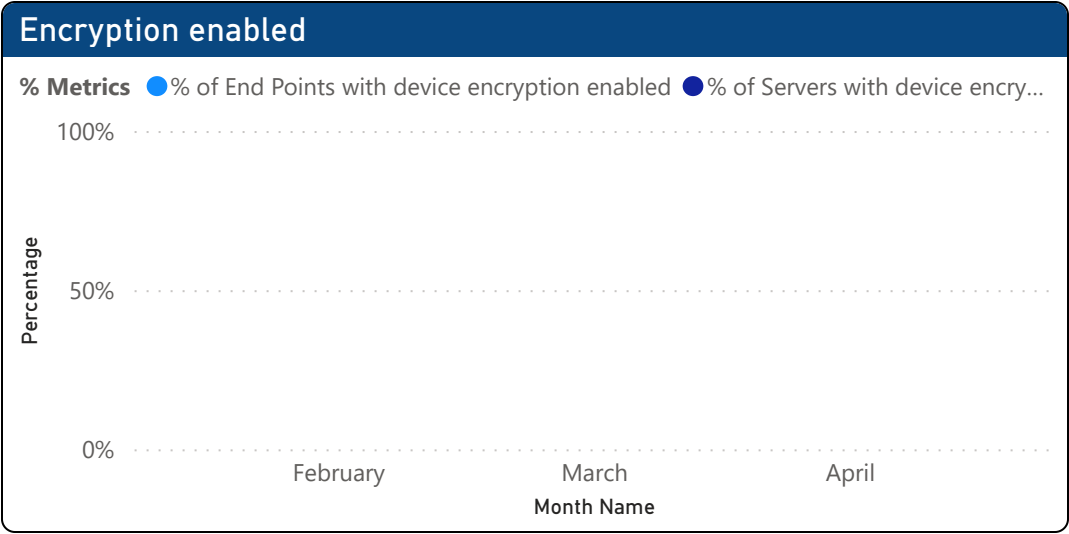 Encryption enabled
% Metrics % of End Points with device encryption enabled % of Servers with device encry...
100%
Percentage
50%
0%
February March April
Month Name